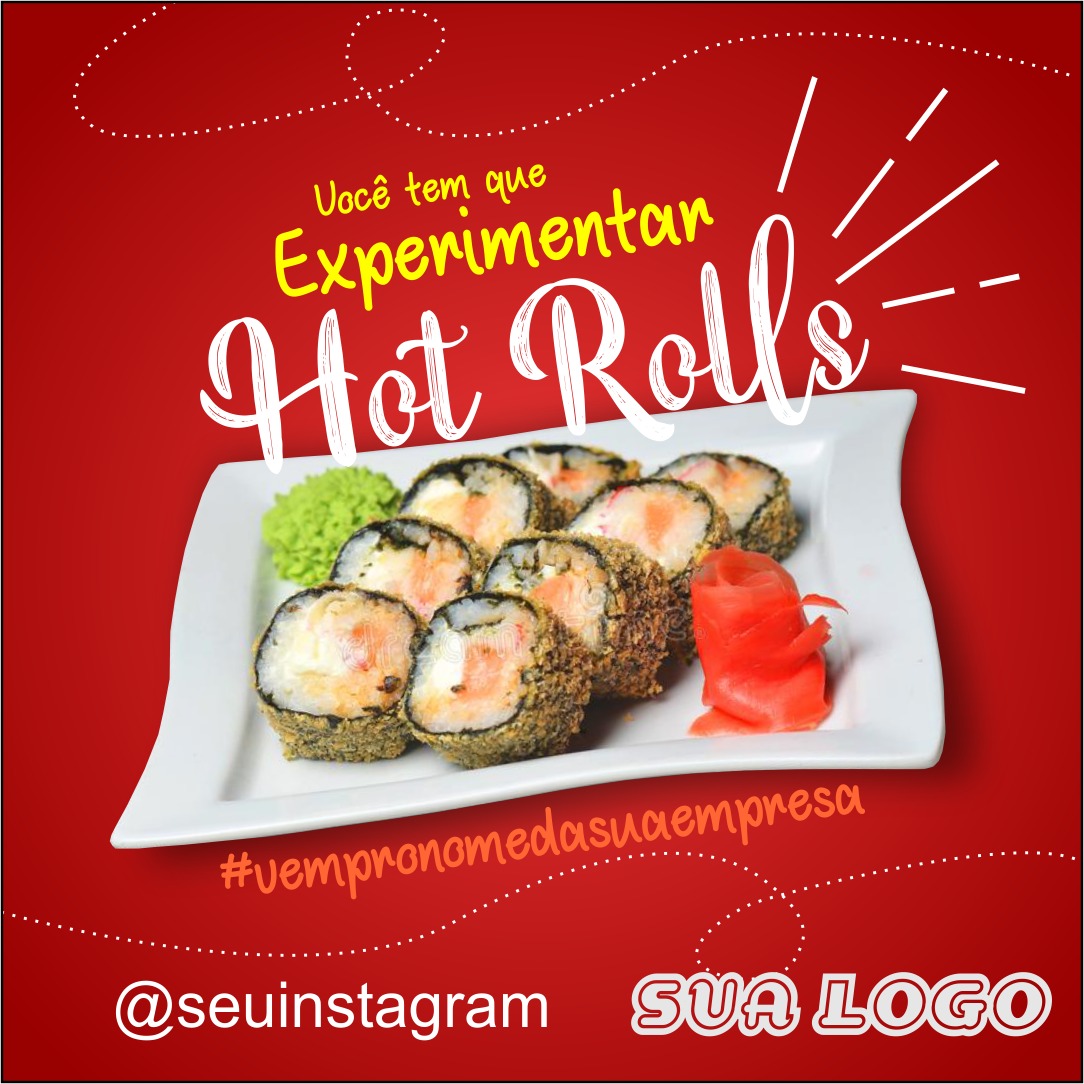 Você tem que
Experimentar
Hot Rolls
#vempronomedasuaempresa
@seuinstagram
SUA LOGO